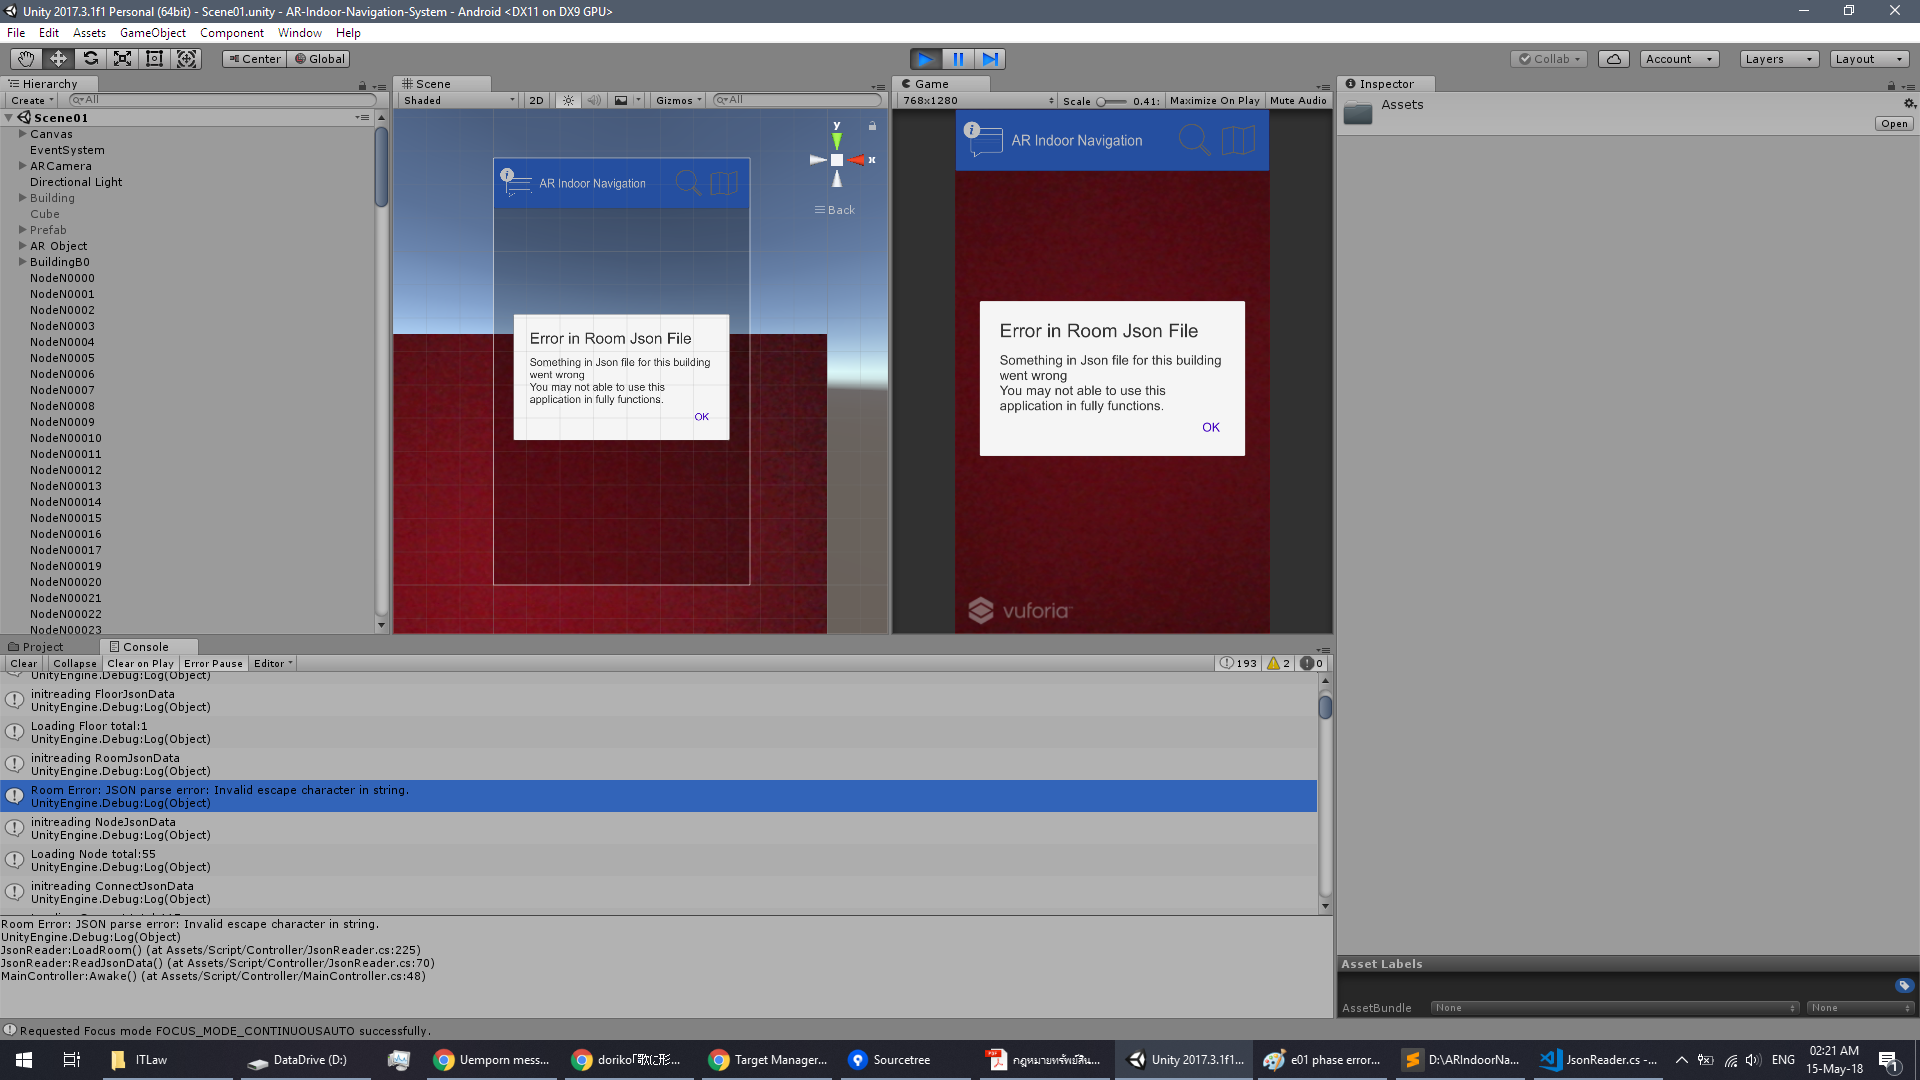 Unity 2017.3.1f1 Personal (64bit) - Scene01.unity - AR-Indoor-Navigation-System - Android <DX11 on DX9 GPU>
File Edit Assets GameObject Component Window Help
Center Global Collab Account Layers Layout
Hierarchy
Create All
Scene01
Canvas
EventSystem
ARCamera
Directional Light
Building
Cube
Prefab
AR Object
BuildingB0
NodeN0000
NodeN0001
NodeN0002
NodeN0003
NodeN0004
NodeN0005
NodeN0006
NodeN0007
NodeN0008
NodeN0009
NodeN00010
NodeN00011
NodeN00012
NodeN00013
NodeN00014
NodeN00015
NodeN00016
NodeN00017
NodeN00019
NodeN00020
NodeN00021
NodeN00022
NodeN00023
Scene
Shaded 2D Gizmos All
y
x
Back
AR Indoor Navigation
Error in Room Json File
Something in Json file for this building
went wrong
You may not able to use this
application in fully functions.
OK
Game
768x1280 Scale 0.41: Maximize On Play Mute Audio
AR Indoor Navigation
Error in Room Json File
Something in Json file for this building
went wrong
You may not able to use this
application in fully functions.
OK
vuforia
Inspector
Assets
Open
Asset Labels
AssetBundle None None
Project Console
Clear Collapse Clear on Play Error Pause Editor 193 2 0
UnityEngine.Debug:Log(Object)
initreading FloorJsonData
UnityEngine.Debug:Log(Object)
Loading Floor total:1
UnityEngine.Debug:Log(Object)
initreading RoomJsonData
UnityEngine.Debug:Log(Object)
Room Error: JSON parse error: Invalid escape character in string.
UnityEngine.Debug:Log(Object)
initreading NodeJsonData
UnityEngine.Debug:Log(Object)
Loading Node total:55
UnityEngine.Debug:Log(Object)
initreading ConnectJsonData
UnityEngine.Debug:Log(Object)
Room Error: JSON parse error: Invalid escape character in string.
UnityEngine.Debug:Log(Object)
JsonReader:LoadRoom() (at Assets/Script/Controller/JsonReader.cs:225)
JsonReader:ReadJsonData() (at Assets/Script/Controller/JsonReader.cs:70)
MainController:Awake() (at Assets/Script/Controller/MainController.cs:48)
Requested Focus mode FOCUS_MODE_CONTINUOUSAUTO successfully.
ITLaw DataDrive (D:) Uemporn mess... doriko「歌に形... Target Manager... Sourcetree กฎหมายทรัพย์สิน... Unity 2017.3.1f1... e01 phase error... D:\ARIndoorNa... JsonReader.cs -... ENG 02:21 AM
15-May-18 1